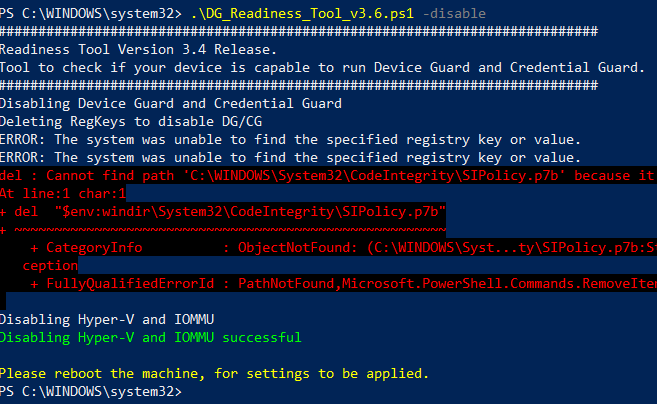 PS C:\WINDOWS\system32> .\DG_Readiness_Tool_v3.6.ps1 -disable
###########################################################################
Readiness Tool Version 3.4 Release.
Tool to check if your device is capable to run Device Guard and Credential Guard.
###########################################################################
Disabling Device Guard and Credential Guard
Deleting RegKeys to disable DG/CG
ERROR: The system was unable to find the specified registry key or value.
ERROR: The system was unable to find the specified registry key or value.
del : Cannot find path 'C:\WINDOWS\System32\CodeIntegrity\SIPolicy.p7b' because it
At line:1 char:1
+ del  "$env:windir\System32\CodeIntegrity\SIPolicy.p7b"
+ ~~~~~~~~~~~~~~~~~~~~~~~~~~~~~~~~~~~~~~~~~~~~~~~~~~~~~~
    + CategoryInfo          : ObjectNotFound: (C:\WINDOWS\Syst...ty\SIPolicy.p7b:S
   ception
    + FullyQualifiedErrorId : PathNotFound,Microsoft.PowerShell.Commands.RemoveIte
Disabling Hyper-V and IOMMU
Disabling Hyper-V and IOMMU successful
Please reboot the machine, for settings to be applied.
PS C:\WINDOWS\system32>